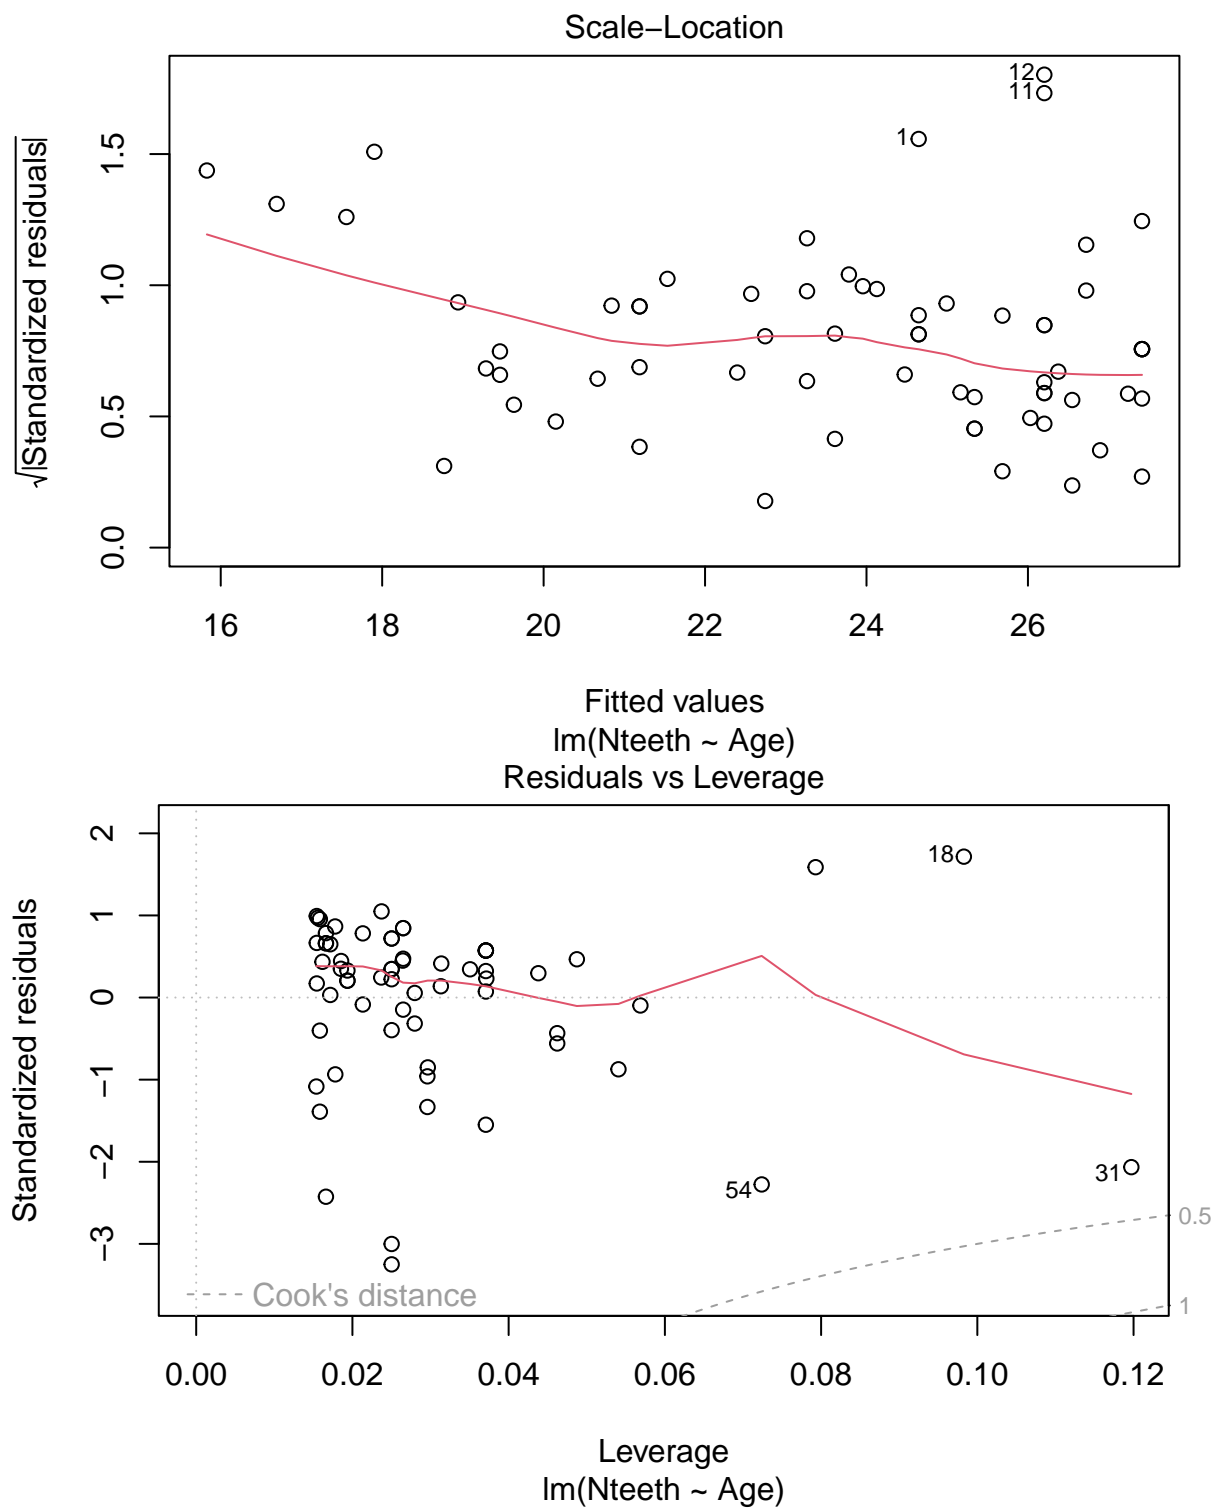 Scale−Location
√|Standardized residuals|
0.0 0.5 1.0 1.5
12
11
1
16 18 20 22 24 26
Fitted values
lm(Nteeth ~ Age)
Residuals vs Leverage
Standardized residuals
−3 −2 −1 0 1 2
18
54
31
0.5
1
Cook's distance
0.00 0.02 0.04 0.06 0.08 0.10 0.12
Leverage
lm(Nteeth ~ Age)